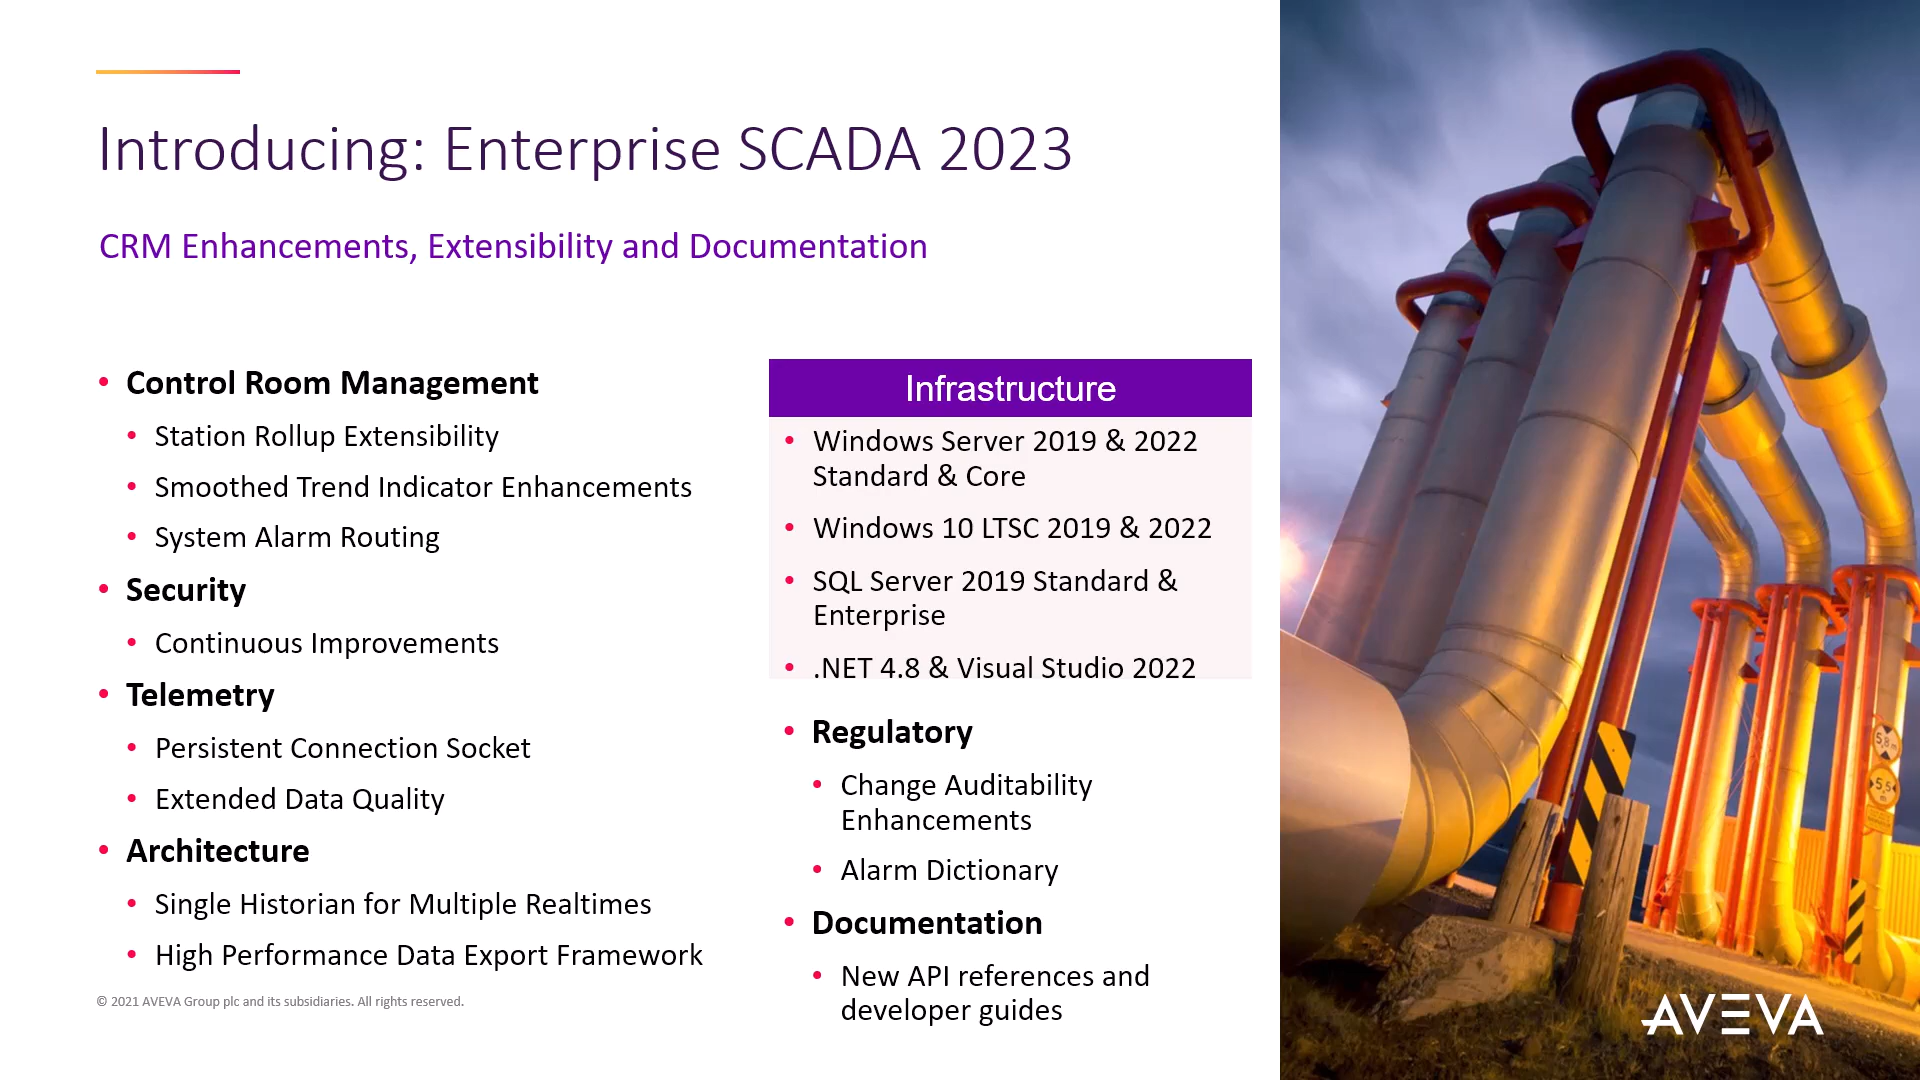 Introducing: Enterprise SCADA 2023
CRM Enhancements, Extensibility and Documentation
• Control Room Management
• Station Rollup Extensibility
• Smoothed Trend Indicator Enhancements
• System Alarm Routing
• Security
• Continuous Improvements
• Telemetry
• Persistent Connection Socket
• Extended Data Quality
• Architecture
• Single Historian for Multiple Realtimes
• High Performance Data Export Framework
© 2021 AVEVA Group plc and its subsidiaries. All rights reserved.
Infrastructure
• Windows Server 2019 & 2022
Standard & Core
• Windows 10 LTSC 2019 & 2022
• SQL Server 2019 Standard &
Enterprise
• .NET 4.8 & Visual Studio 2022
• Regulatory
• Change Auditability
Enhancements
• Alarm Dictionary
• Documentation
• New API references and
developer guides
AVEVA